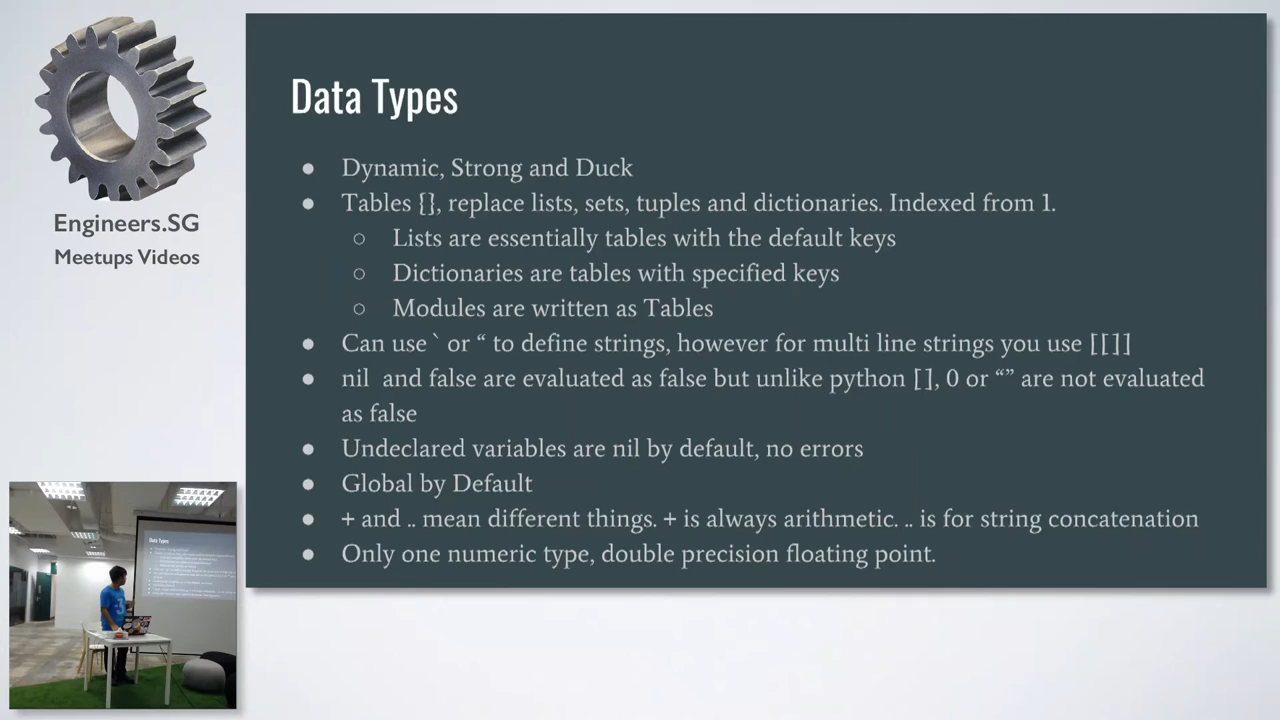 Engineers.SG
Meetups Videos
Data Types
● Dynamic, Strong and Duck
● Tables {}, replace lists, sets, tuples and dictionaries. Indexed from 1.
○ Lists are essentially tables with the default keys
○ Dictionaries are tables with specified keys
○ Modules are written as Tables
● Can use ` or “ to define strings, however for multi line strings you use [[]]
● nil and false are evaluated as false but unlike python [], 0 or “” are not evaluated
as false
● Undeclared variables are nil by default, no errors
● Global by Default
● + and .. mean different things. + is always arithmetic. .. is for string concatenation
● Only one numeric type, double precision floating point.
Data Types